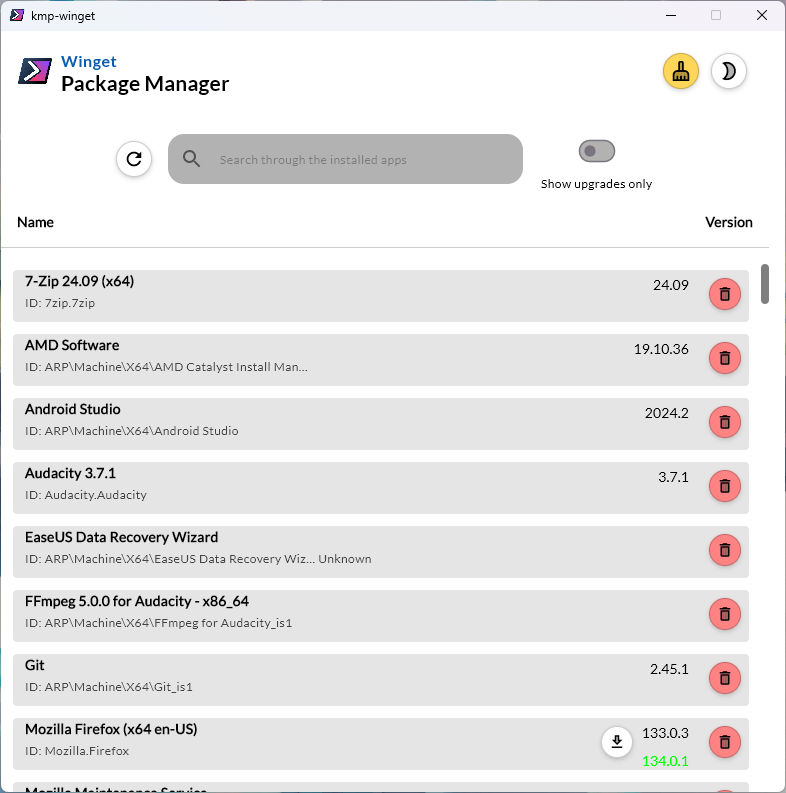 kmp-winget
Winget
Package Manager
Search through the installed apps
Show upgrades only
Name Version
7-Zip 24.09 (x64) 24.09
ID: 7zip.7zip
AMD Software 19.10.36
ID: ARP\Machine\X64\AMD Catalyst Install Man...
Android Studio 2024.2
ID: ARP\Machine\X64\Android Studio
Audacity 3.7.1 3.7.1
ID: Audacity.Audacity
EaseUS Data Recovery Wizard
ID: ARP\Machine\X64\EaseUS Data Recovery Wiz... Unknown
FFmpeg 5.0.0 for Audacity - x86_64
ID: ARP\Machine\X64\FFmpeg for Audacity_is1
Git 2.45.1
ID: ARP\Machine\X64\Git_is1
Mozilla Firefox (x64 en-US) 133.0.3
ID: Mozilla.Firefox 134.0.1
Mozilla Maintenance Service